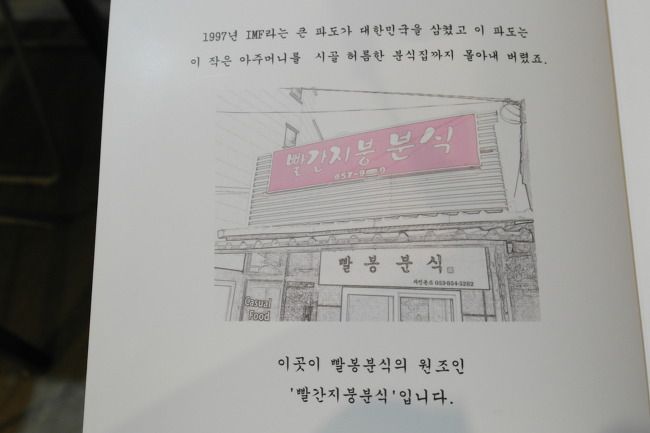 1997년 IMF라는 큰 파도가 대한민국을 삼켰고 이 파도는
이 작은 아주머니를 시골 허름한 분식집까지 몰아내 버렸죠.
빨간지붕 분식
빨봉분식
053-854-5282
Casual
Food
이곳이 빨봉분식의 원조인
'빨간지붕분식'입니다.